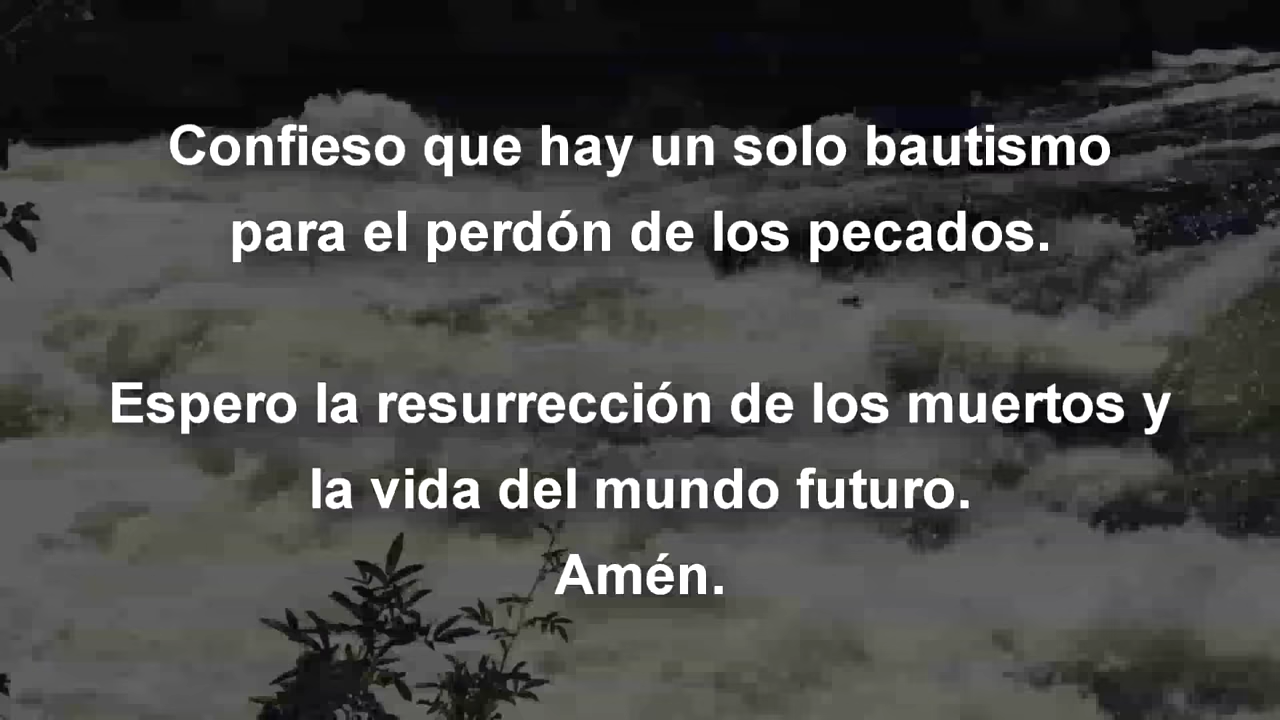 Confieso que hay un solo bautismo
para el perdón de los pecados.
Espero la resurrección de los muertos y
la vida del mundo futuro.
Amén.